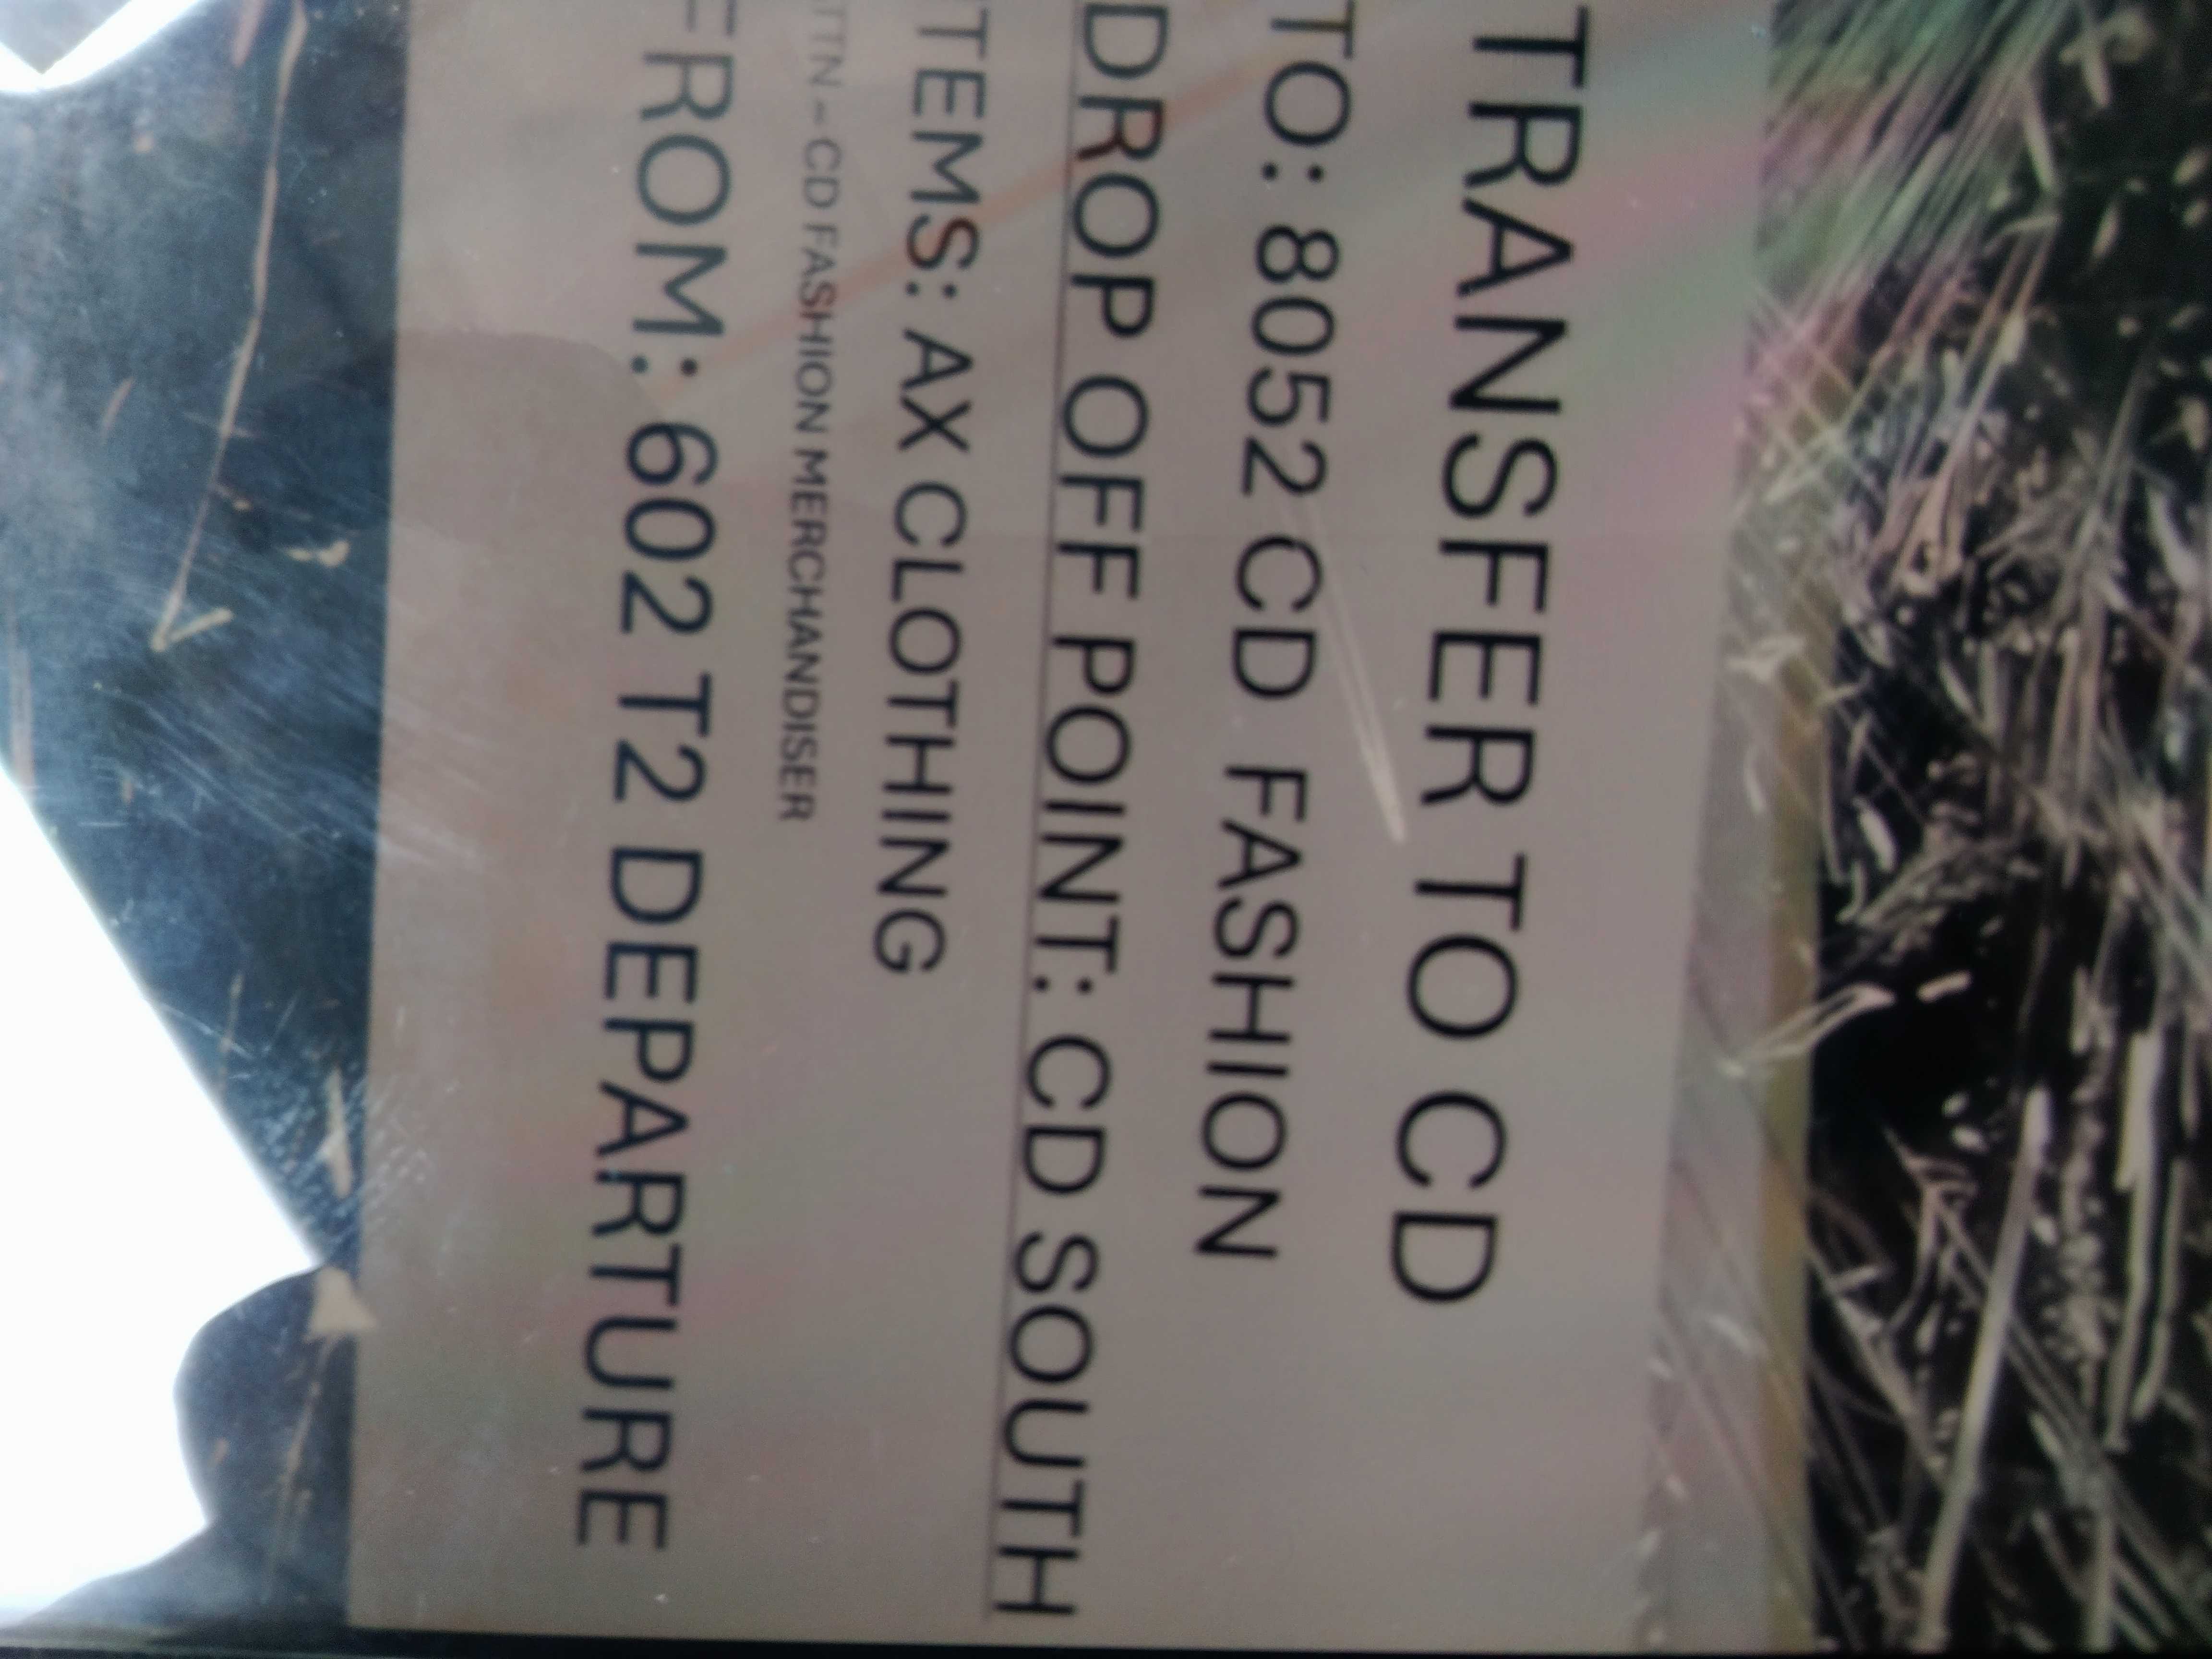 TRANSFER TO CD
TO: 8052 CD FASHION
DROP OFF POINT: CD SOUTH
TEMS: AX CLOTHING
ATTN - CD FASHION MERCHANDISER
FROM: 602 T2 DEPARTURE